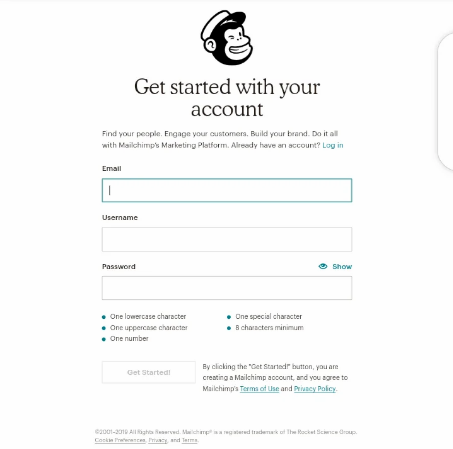 Get started with your
account
Find your people. Engage your customers. Build your brand. Do it all
with Mailchimp's Marketing Platform. Already have an account? Log in
Email
Username
Password
Show
One lowercase character
One special character
One uppercase character
8 characters minimum
One number
Get Started!
By clicking the "Get Started!" button, you are
creating a Mailchimp account, and you agree to
Mailchimp's Terms of Use and Privacy Policy.
©2001–2019 All Rights Reserved. Mailchimp® is a registered trademark of The Rocket Science Group.
Cookie Preferences, Privacy, and Terms.